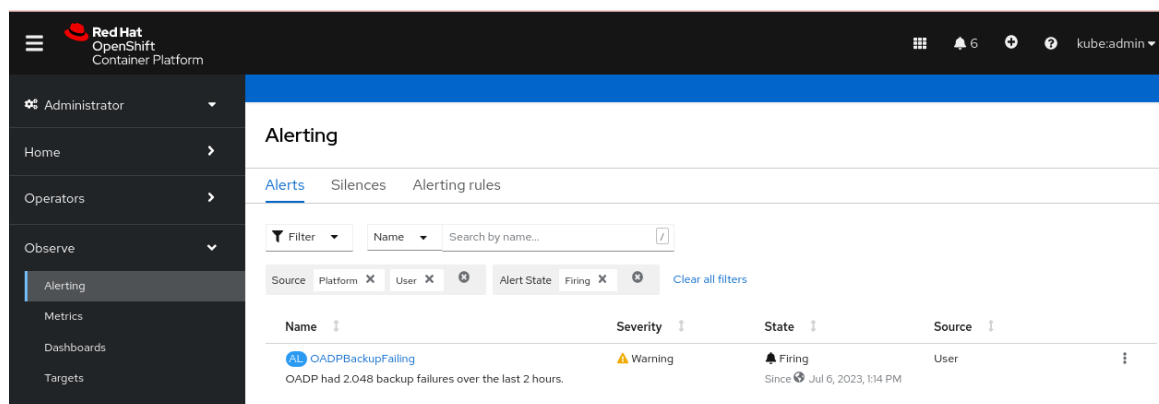 Red Hat
OpenShift
Container Platform
6
kube:admin
Administrator
Home
Operators
Observe
Alerting
Metrics
Dashboards
Targets
Alerting
Alerts Silences Alerting rules
Filter Name Search by name... /
Source Platform User Alert State Firing Clear all filters
Name Severity State Source
AL OADPBackupFailing Warning Firing User
OADP had 2.048 backup failures over the last 2 hours. Since Jul 6, 2023, 1:14 PM